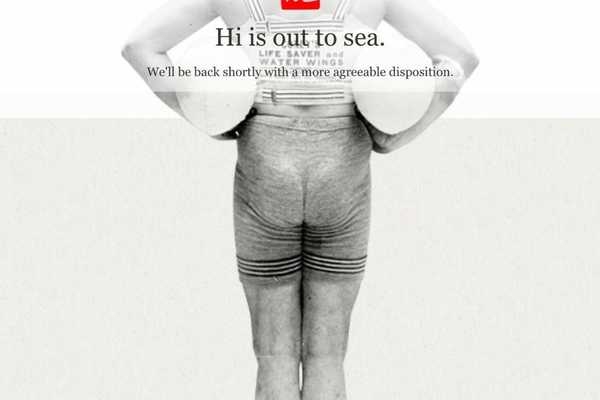 Hi is out to sea.
LIFE SAVER and
WATER WINGS
We'll be back shortly with a more agreeable disposition.